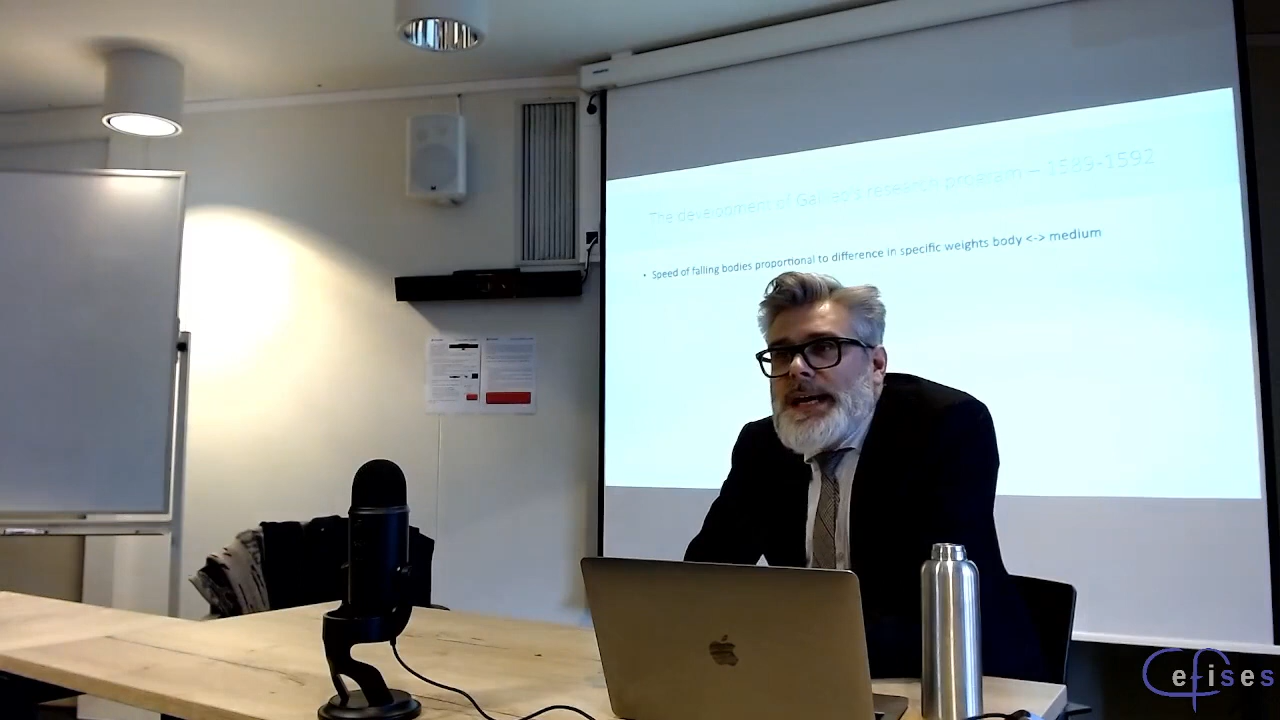 The development of Galileo's research program – 1589-1592
• Speed of falling bodies proportional to difference in specific weights body <-> medium
efises